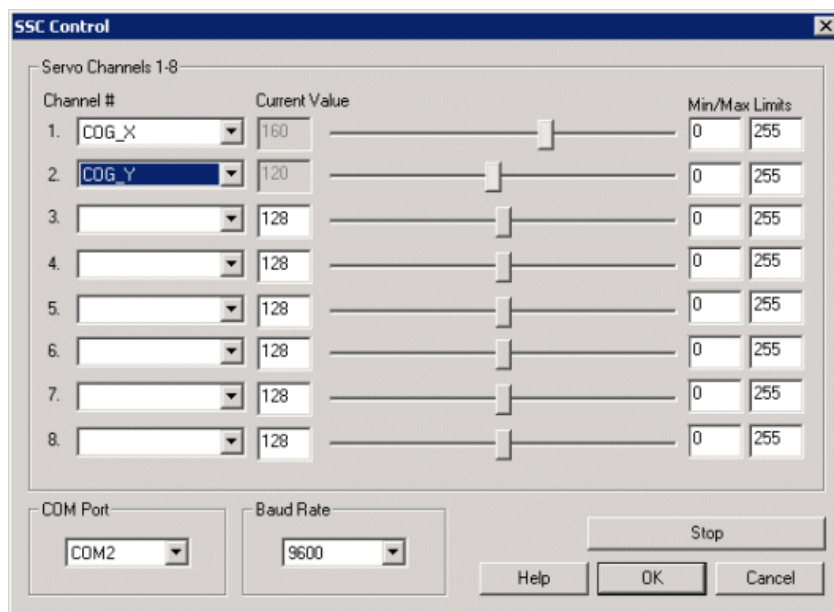 SSC Control
Servo Channels 1-8
Channel # Current Value Min/Max Limits
1. COG_X 160 0 255
2. COG_Y 120 0 255
3. 128 0 255
4. 128 0 255
5. 128 0 255
6. 128 0 255
7. 128 0 255
8. 128 0 255
COM Port Baud Rate
COM2 9600 Stop
Help OK Cancel